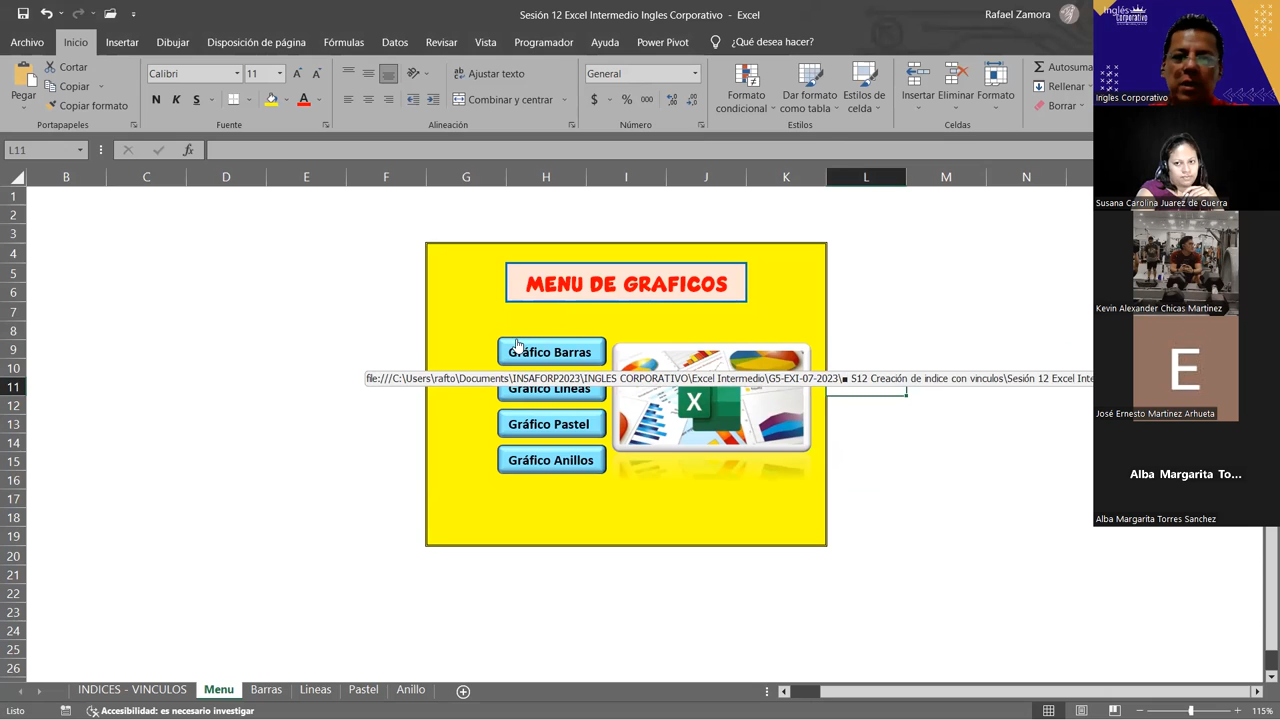 Sesión 12 Excel Intermedio Ingles Corporativo - Excel
Rafael Zamora
Archivo Inicio Insertar Dibujar Disposición de página Fórmulas Datos Revisar Vista Programador Ayuda Power Pivot ¿Qué desea hacer?
Pegar
Cortar
Copiar
Copiar formato
Portapapeles
Calibri 11
N K S
Fuente
Ajustar texto
Combinar y centrar
Alineación
General
$ % 000
Número
Formato condicional
Dar formato como tabla
Estilos de celda
Estilos
Insertar Eliminar Formato
Celdas
Autosuma
Rellenar
Borrar
L11
fx
B C D E F G H I J K L M N
1
2
3
4
5
6
7
8
9
10
11
12
13
14
15
16
17
18
19
20
21
22
23
24
25
26
MENU DE GRAFICOS
Gráfico Barras
file:///C:\Users\rafto\Documents\INSAFORP2023\INGLES CORPORATIVO\Excel Intermedio\G5-EXI-07-2023\■ S12 Creación de indice con vinculos\Sesión 12 Excel Inte
Gráfico Lineas
Gráfico Pastel
Gráfico Anillos
X
INDICES - VINCULOS Menu Barras Lineas Pastel Anillo
Listo
Accesibilidad: es necesario investigar
115%
Inglés
Corporativo
Ingles Corporativo
Susana Carolina Juarez de Guerra
Kevin Alexander Chicas Martinez
E
José Ernesto Martinez Arhueta
Alba Margarita To...
Alba Margarita Torres Sanchez